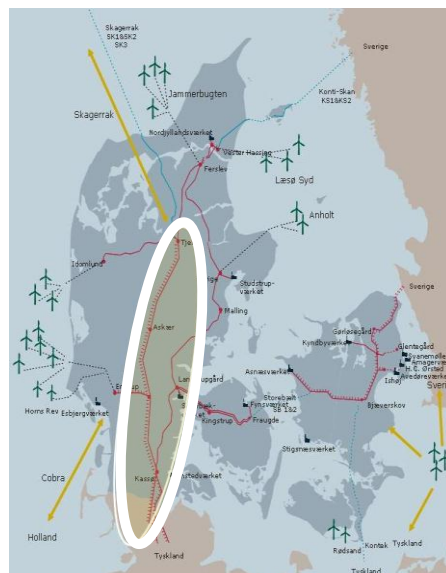 Skagerrak
SK1&SK2
SK3
Sverige
Jammerbugten
Konti-Skan
KS1&KS2
Skagerrak
Nordjyllandsværket
Vester Hassing
Ferslev
Læsø Syd
Anholt
Tje
Idomlund
Studstrup-
værket
Sverige
Malling
Askær
Gørløsegård
Kyndbyværket
Glentegård
Svanemølle
Amagerværket
H.C. Ørsted
Avedøreværket
Ishøj
Asnæsværket
Storebælt
SB 1&2
Fynsværket
Kingstrup
Fraugde
Bjæverskov
Horns Rev
Esbjergværket
Stigsnæsværket
Kassø
Cobra
Holland
Rødsand
Kontek
Tyskland
Tyskland
Tyskland